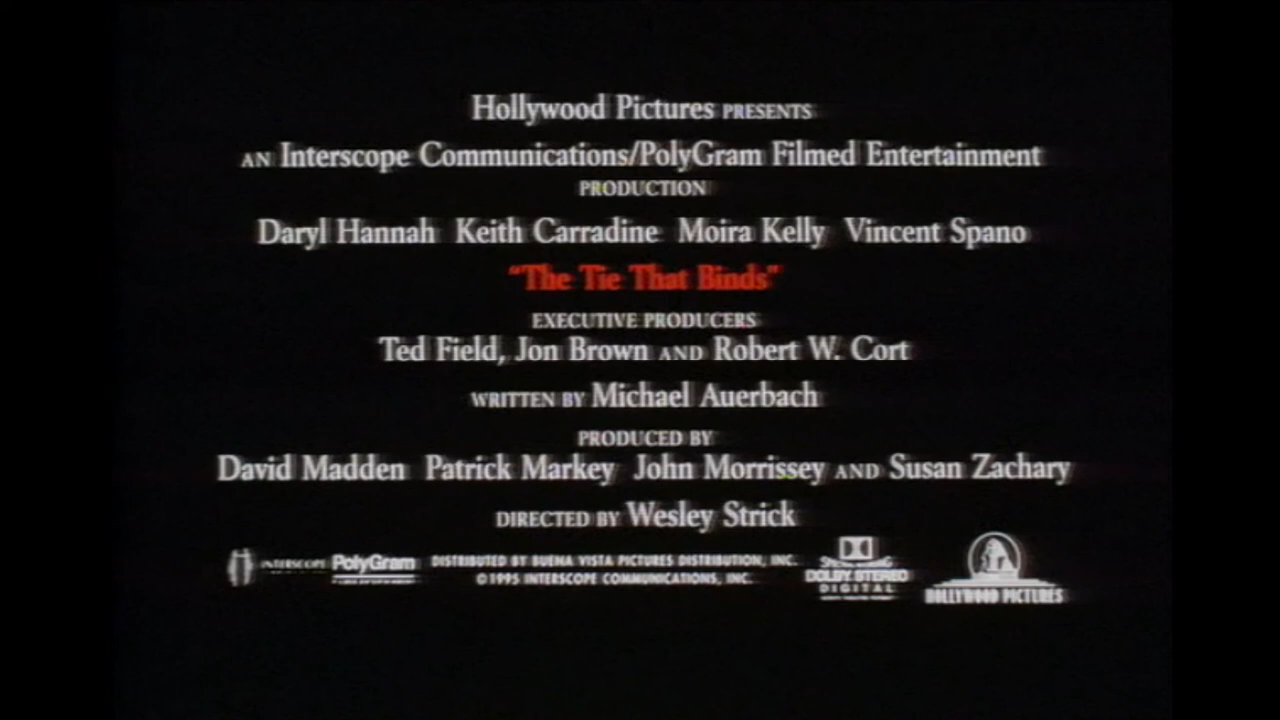 Hollywood Pictures PRESENTS
AN Interscope Communications/PolyGram Filmed Entertainment
PRODUCTION
Daryl Hannah Keith Carradine Moira Kelly Vincent Spano
"The Tie That Binds"
EXECUTIVE PRODUCERS
Ted Field, Jon Brown AND Robert W. Cort
WRITTEN BY Michael Auerbach
PRODUCED BY
David Madden Patrick Markey John Morrissey AND Susan Zachary
DIRECTED BY Wesley Strick
INTERSCOPE PolyGram DISTRIBUTED BY BUENA VISTA PICTURES DISTRIBUTION, INC.
©1995 INTERSCOPE COMMUNICATIONS, INC.
DOLBY STEREO
DIGITAL
HOLLYWOOD PICTURES